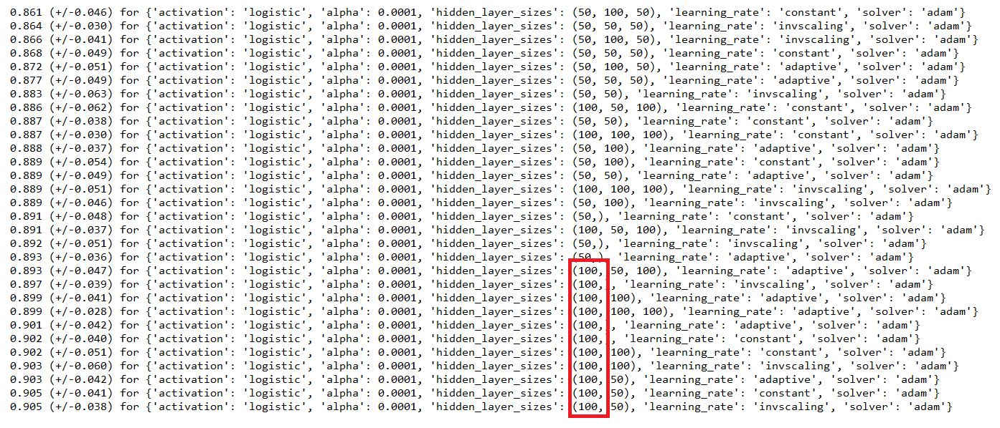 0.861 (+/-0.046) for {'activation': 'logistic', 'alpha': 0.0001, 'hidden_layer_sizes': (50, 100, 50), 'learning_rate': 'constant', 'solver': 'adam'}
0.864 (+/-0.030) for {'activation': 'logistic', 'alpha': 0.0001, 'hidden_layer_sizes': (50, 50, 50), 'learning_rate': 'invscaling', 'solver': 'adam'}
0.866 (+/-0.041) for {'activation': 'logistic', 'alpha': 0.0001, 'hidden_layer_sizes': (50, 100, 50), 'learning_rate': 'invscaling', 'solver': 'adam'}
0.868 (+/-0.049) for {'activation': 'logistic', 'alpha': 0.0001, 'hidden_layer_sizes': (50, 50, 50), 'learning_rate': 'constant', 'solver': 'adam'}
0.872 (+/-0.051) for {'activation': 'logistic', 'alpha': 0.0001, 'hidden_layer_sizes': (50, 100, 50), 'learning_rate': 'adaptive', 'solver': 'adam'}
0.877 (+/-0.049) for {'activation': 'logistic', 'alpha': 0.0001, 'hidden_layer_sizes': (50, 50, 50), 'learning_rate': 'adaptive', 'solver': 'adam'}
0.883 (+/-0.063) for {'activation': 'logistic', 'alpha': 0.0001, 'hidden_layer_sizes': (50, 50), 'learning_rate': 'invscaling', 'solver': 'adam'}
0.886 (+/-0.062) for {'activation': 'logistic', 'alpha': 0.0001, 'hidden_layer_sizes': (100, 50, 100), 'learning_rate': 'constant', 'solver': 'adam'}
0.887 (+/-0.038) for {'activation': 'logistic', 'alpha': 0.0001, 'hidden_layer_sizes': (50, 50), 'learning_rate': 'constant', 'solver': 'adam'}
0.887 (+/-0.030) for {'activation': 'logistic', 'alpha': 0.0001, 'hidden_layer_sizes': (100, 100, 100), 'learning_rate': 'constant', 'solver': 'adam'}
0.888 (+/-0.037) for {'activation': 'logistic', 'alpha': 0.0001, 'hidden_layer_sizes': (50, 100), 'learning_rate': 'adaptive', 'solver': 'adam'}
0.889 (+/-0.054) for {'activation': 'logistic', 'alpha': 0.0001, 'hidden_layer_sizes': (50, 100), 'learning_rate': 'constant', 'solver': 'adam'}
0.889 (+/-0.049) for {'activation': 'logistic', 'alpha': 0.0001, 'hidden_layer_sizes': (50, 50), 'learning_rate': 'adaptive', 'solver': 'adam'}
0.889 (+/-0.051) for {'activation': 'logistic', 'alpha': 0.0001, 'hidden_layer_sizes': (100, 100, 100), 'learning_rate': 'invscaling', 'solver': 'adam'}
0.889 (+/-0.046) for {'activation': 'logistic', 'alpha': 0.0001, 'hidden_layer_sizes': (50, 100), 'learning_rate': 'invscaling', 'solver': 'adam'}
0.891 (+/-0.048) for {'activation': 'logistic', 'alpha': 0.0001, 'hidden_layer_sizes': (50,), 'learning_rate': 'constant', 'solver': 'adam'}
0.891 (+/-0.037) for {'activation': 'logistic', 'alpha': 0.0001, 'hidden_layer_sizes': (100, 50, 100), 'learning_rate': 'invscaling', 'solver': 'adam'}
0.892 (+/-0.051) for {'activation': 'logistic', 'alpha': 0.0001, 'hidden_layer_sizes': (50,), 'learning_rate': 'invscaling', 'solver': 'adam'}
0.893 (+/-0.036) for {'activation': 'logistic', 'alpha': 0.0001, 'hidden_layer_sizes': (50,), 'learning_rate': 'adaptive', 'solver': 'adam'}
0.893 (+/-0.047) for {'activation': 'logistic', 'alpha': 0.0001, 'hidden_layer_sizes': (100, 50, 100), 'learning_rate': 'adaptive', 'solver': 'adam'}
0.897 (+/-0.039) for {'activation': 'logistic', 'alpha': 0.0001, 'hidden_layer_sizes': (100,), 'learning_rate': 'invscaling', 'solver': 'adam'}
0.899 (+/-0.041) for {'activation': 'logistic', 'alpha': 0.0001, 'hidden_layer_sizes': (100, 100), 'learning_rate': 'adaptive', 'solver': 'adam'}
0.899 (+/-0.028) for {'activation': 'logistic', 'alpha': 0.0001, 'hidden_layer_sizes': (100, 100, 100), 'learning_rate': 'adaptive', 'solver': 'adam'}
0.901 (+/-0.042) for {'activation': 'logistic', 'alpha': 0.0001, 'hidden_layer_sizes': (100,), 'learning_rate': 'adaptive', 'solver': 'adam'}
0.902 (+/-0.040) for {'activation': 'logistic', 'alpha': 0.0001, 'hidden_layer_sizes': (100,), 'learning_rate': 'constant', 'solver': 'adam'}
0.902 (+/-0.051) for {'activation': 'logistic', 'alpha': 0.0001, 'hidden_layer_sizes': (100, 100), 'learning_rate': 'constant', 'solver': 'adam'}
0.903 (+/-0.060) for {'activation': 'logistic', 'alpha': 0.0001, 'hidden_layer_sizes': (100, 100), 'learning_rate': 'invscaling', 'solver': 'adam'}
0.903 (+/-0.042) for {'activation': 'logistic', 'alpha': 0.0001, 'hidden_layer_sizes': (100, 50), 'learning_rate': 'adaptive', 'solver': 'adam'}
0.905 (+/-0.041) for {'activation': 'logistic', 'alpha': 0.0001, 'hidden_layer_sizes': (100, 50), 'learning_rate': 'constant', 'solver': 'adam'}
0.905 (+/-0.038) for {'activation': 'logistic', 'alpha': 0.0001, 'hidden_layer_sizes': (100, 50), 'learning_rate': 'invscaling', 'solver': 'adam'}